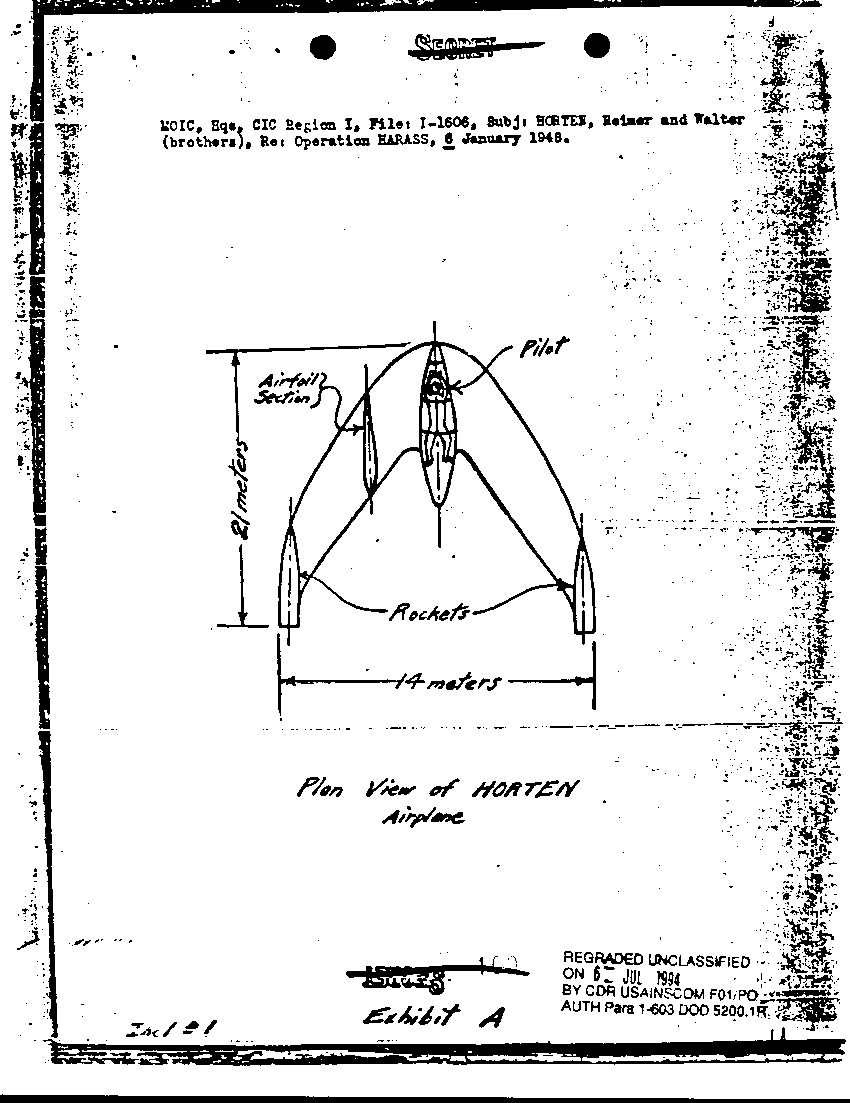 SECRET
MOIC, Hqs, CIC Region I, File: I-1606, Subj: HORTEN, Reimer and Walter
(brothers), Re: Operation HARASS, 6 January 1948.
Pilot
Airfoil
Section
21 meters
Rockets
14 meters
Plan View of HORTEN
Airplane
REGRADED UNCLASSIFIED
ON 6 JUL 1994
BY CDR USAINSCOM F01/PO
AUTH Para 1-603 DOD 5200.1R
Exhibit A
Incl # 1